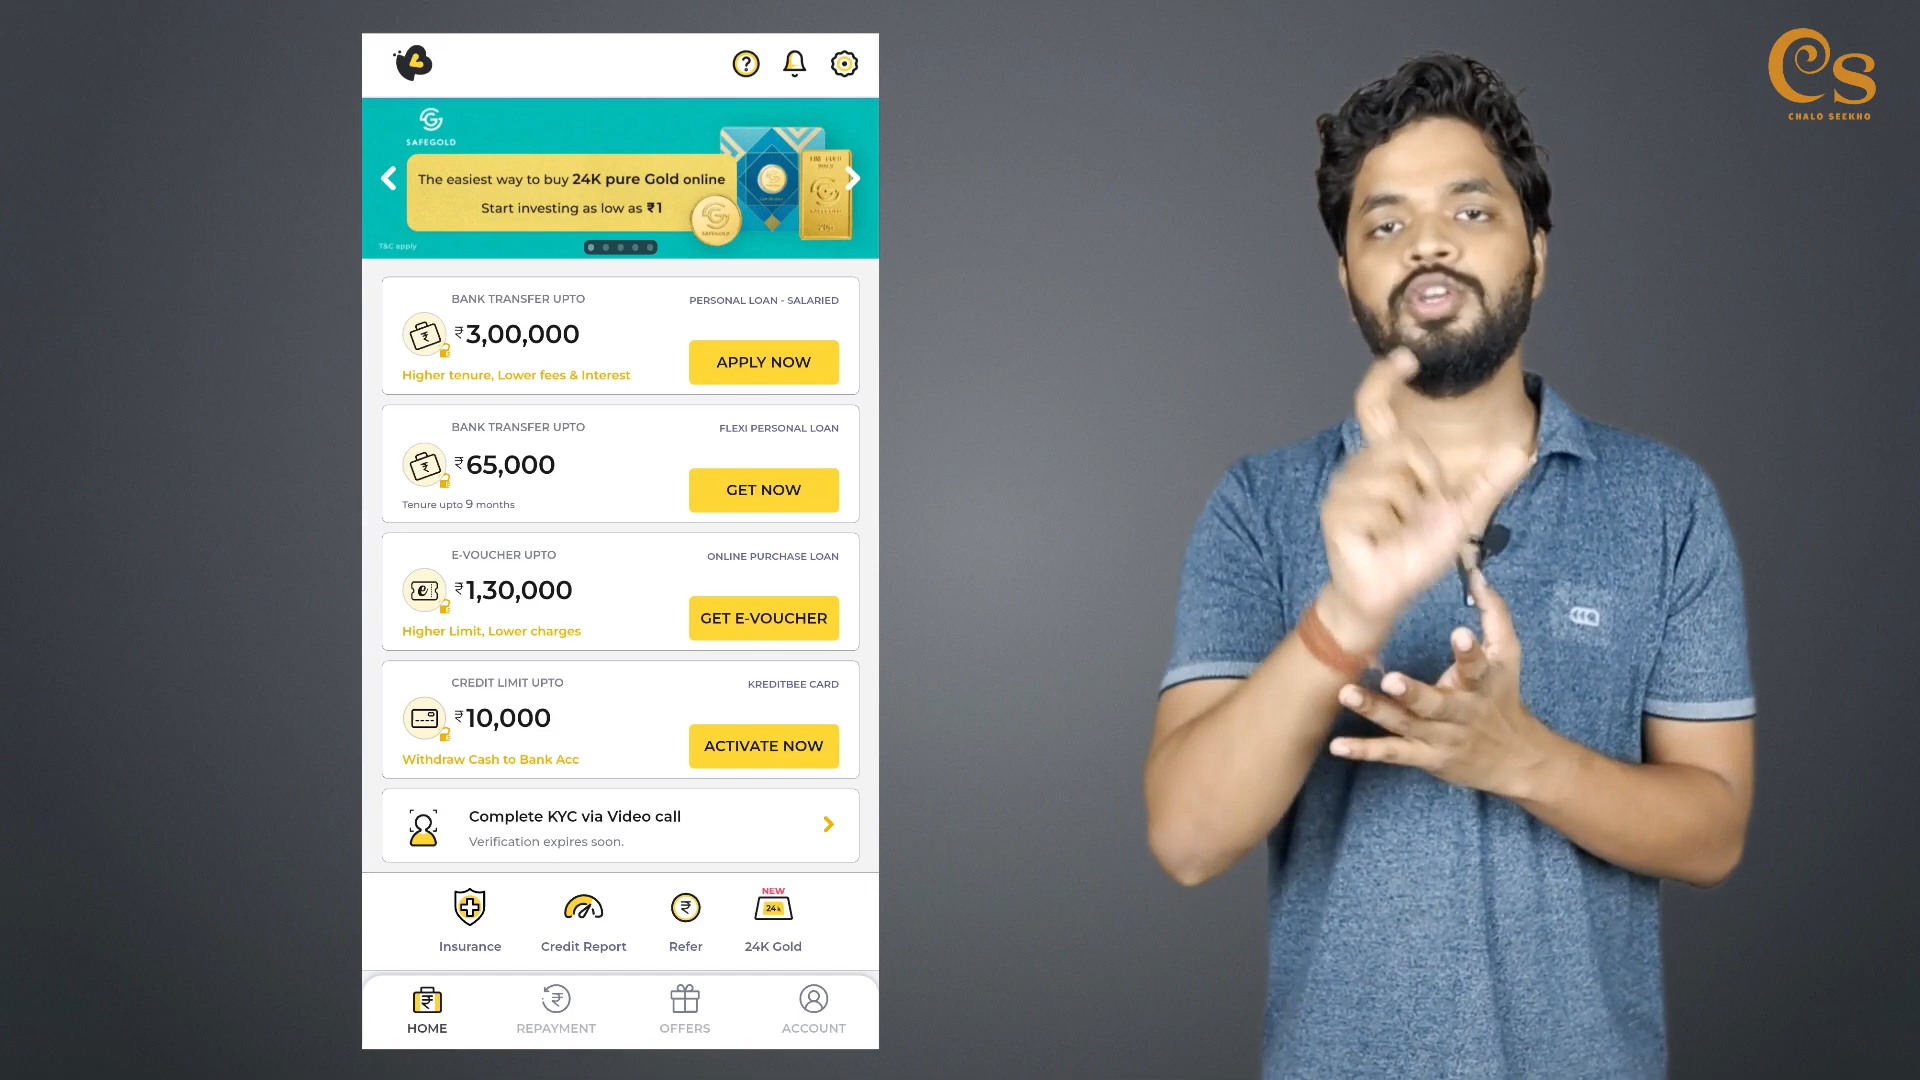 ?
SAFEGOLD
The easiest way to buy 24K pure Gold online
Start investing as low as ₹1
T&C apply
BANK TRANSFER UPTO
PERSONAL LOAN - SALARIED
₹3,00,000
Higher tenure, Lower fees & Interest
APPLY NOW
BANK TRANSFER UPTO
FLEXI PERSONAL LOAN
₹65,000
Tenure upto 9 months
GET NOW
E-VOUCHER UPTO
ONLINE PURCHASE LOAN
₹1,30,000
Higher Limit, Lower charges
GET E-VOUCHER
CREDIT LIMIT UPTO
KREDITBEE CARD
₹10,000
Withdraw Cash to Bank Acc
ACTIVATE NOW
Complete KYC via Video call
Verification expires soon.
NEW
24k
Insurance
Credit Report
Refer
24K Gold
HOME
REPAYMENT
OFFERS
ACCOUNT
CS
CHALO SEEKHO